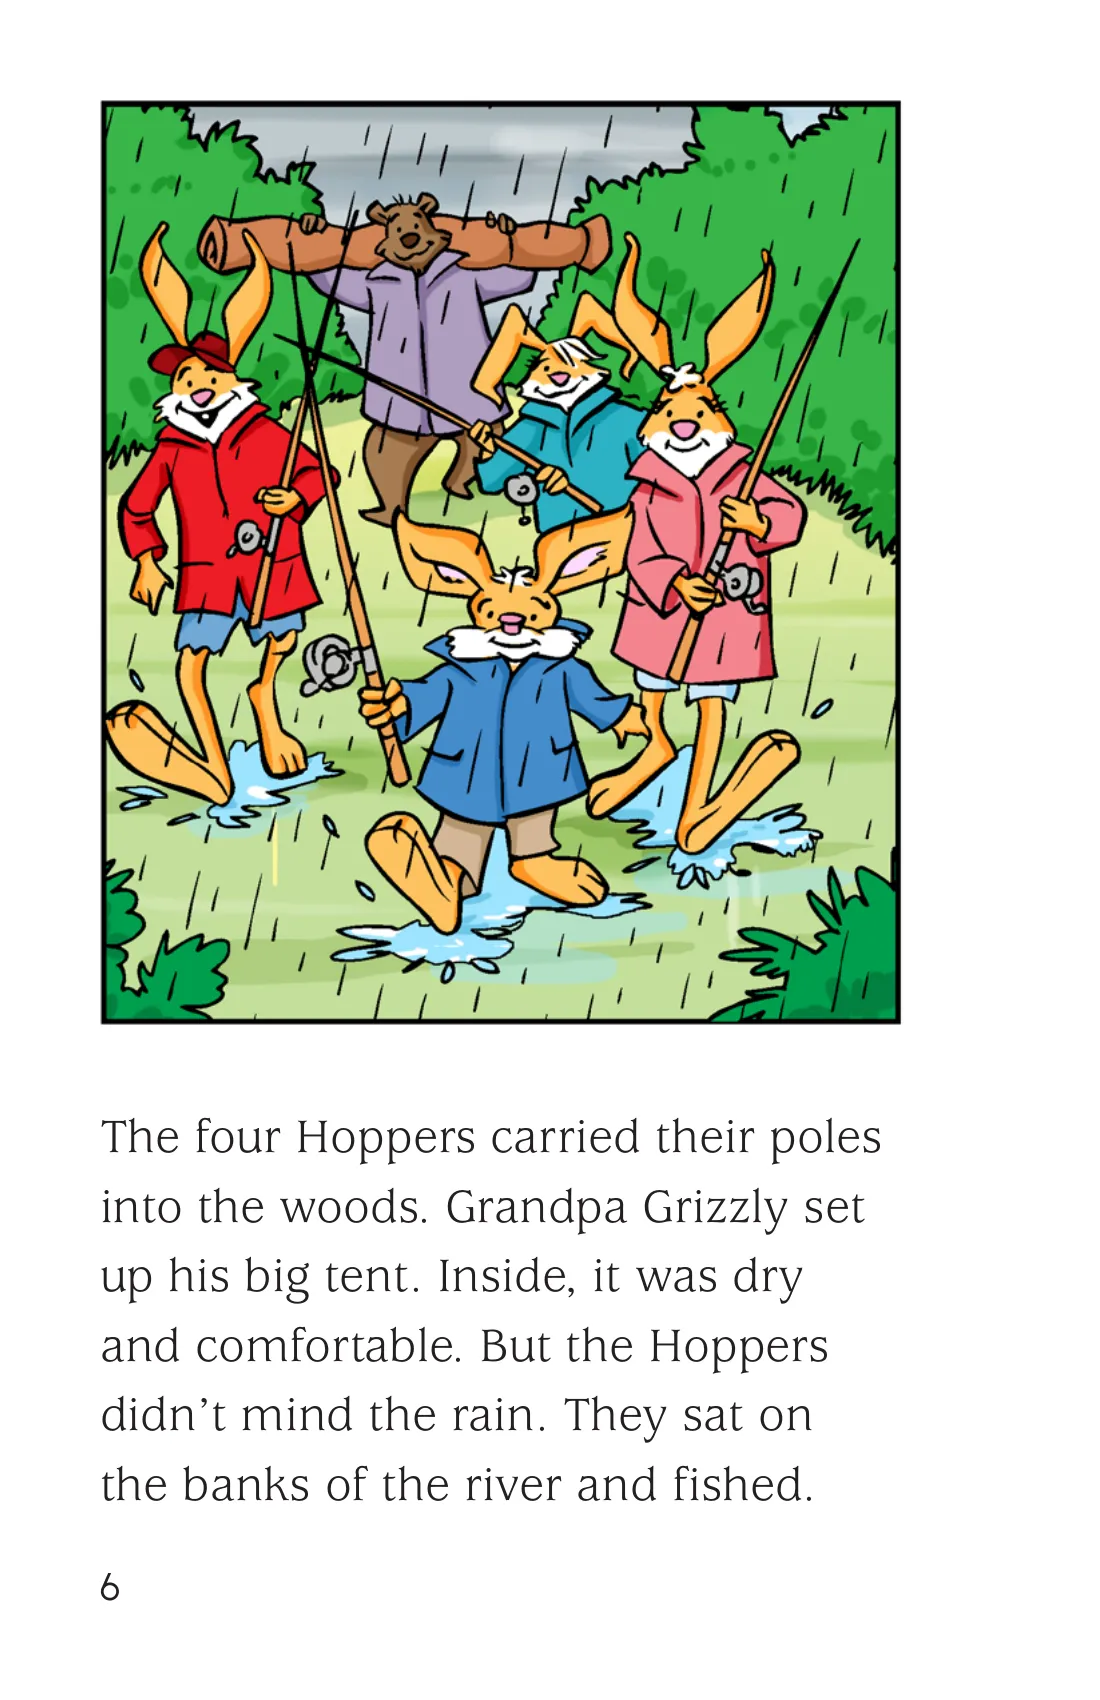 The four Hoppers carried their poles
into the woods. Grandpa Grizzly set
up his big tent. Inside, it was dry
and comfortable. But the Hoppers
didn’t mind the rain. They sat on
the banks of the river and fished.
6